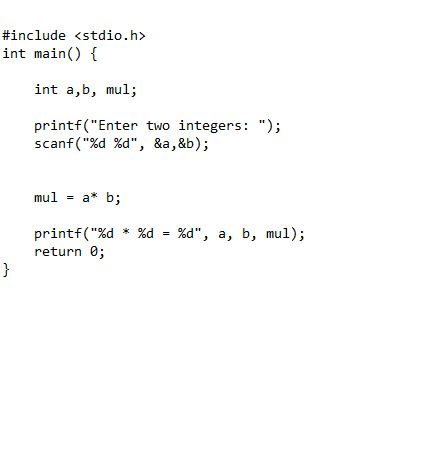 #include <stdio.h>
int main() {
int a,b, mul;
printf("Enter two integers: ");
scanf("%d %d", &a,&b);
mul = a* b;
printf("%d * %d = %d", a, b, mul);
return 0;
}